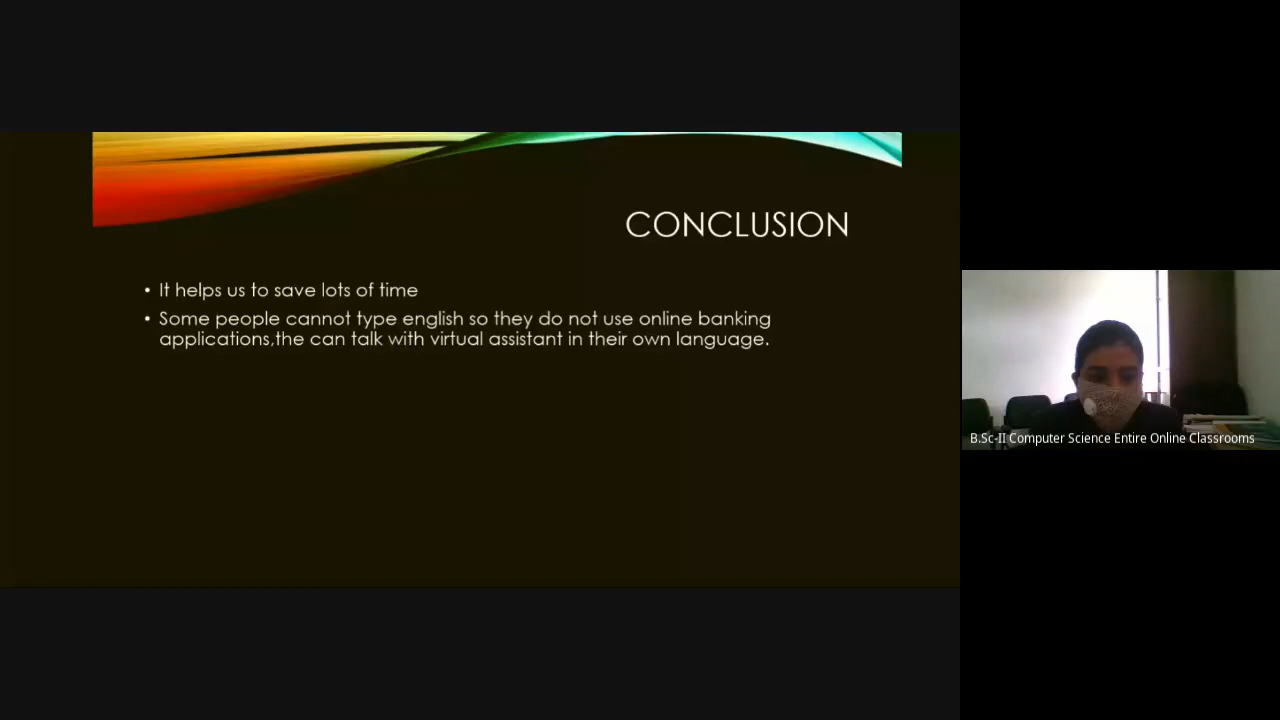 CONCLUSION
• It helps us to save lots of time
• Some people cannot type english so they do not use online banking
applications,the can talk with virtual assistant in their own language.
B.Sc-II Computer Science Entire Online Classrooms